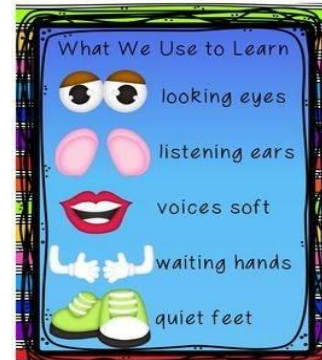 What We Use to Learn
looking eyes
listening ears
voices soft
waiting hands
quiet feet